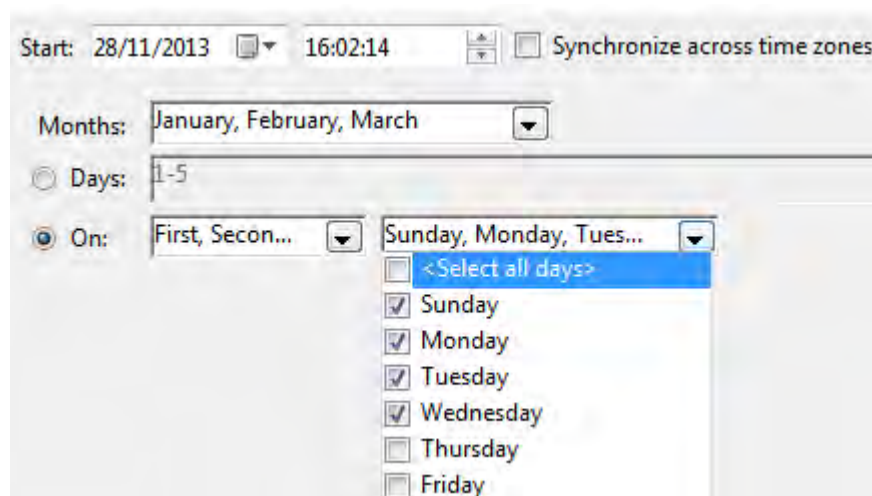 Start: 28/11/2013 16:02:14 Synchronize across time zones
Months: January, February, March
Days: 1-5
On: First, Secon... Sunday, Monday, Tues...
<Select all days>
Sunday
Monday
Tuesday
Wednesday
Thursday
Friday